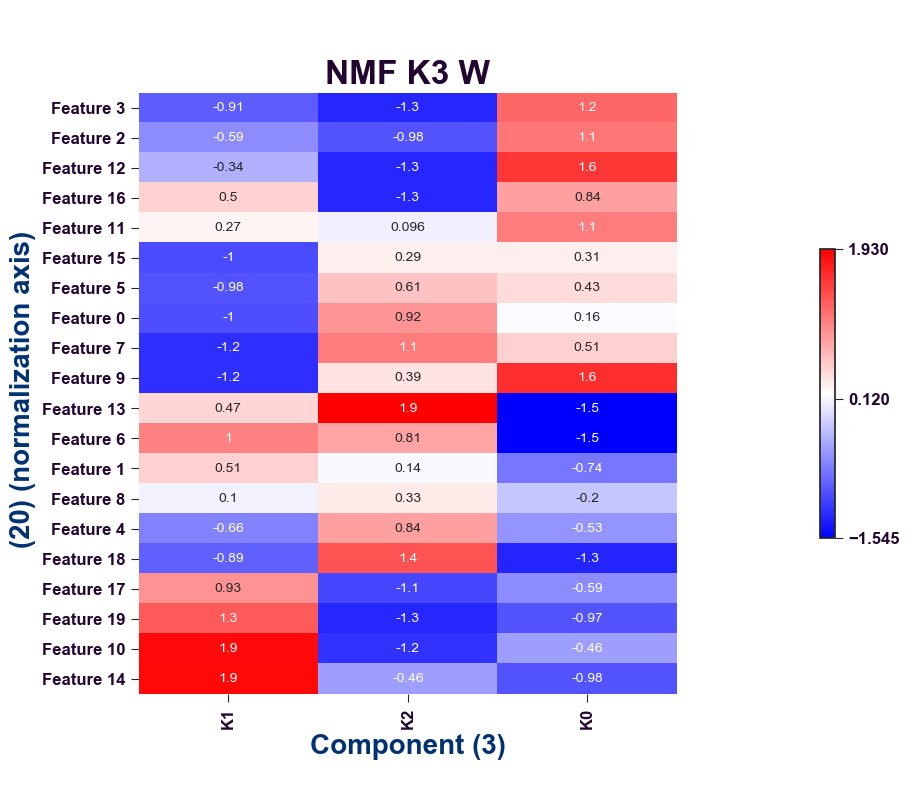 NMF K3 W
Feature 3 -0.91 -1.3 1.2
Feature 2 -0.59 -0.98 1.1
Feature 12 -0.34 -1.3 1.6
Feature 16 0.5 -1.3 0.84
Feature 11 0.27 0.096 1.1
Feature 15 -1 0.29 0.31
Feature 5 -0.98 0.61 0.43
Feature 0 -1 0.92 0.16
Feature 7 -1.2 1.1 0.51
Feature 9 -1.2 0.39 1.6
Feature 13 0.47 1.9 -1.5
Feature 6 1 0.81 -1.5
Feature 1 0.51 0.14 -0.74
Feature 8 0.1 0.33 -0.2
Feature 4 -0.66 0.84 -0.53
Feature 18 -0.89 1.4 -1.3
Feature 17 0.93 -1.1 -0.59
Feature 19 1.3 -1.3 -0.97
Feature 10 1.9 -1.2 -0.46
Feature 14 1.9 -0.46 -0.98
K1 K2 K0
Component (3)
(20) (normalization axis)
1.930
0.120
−1.545